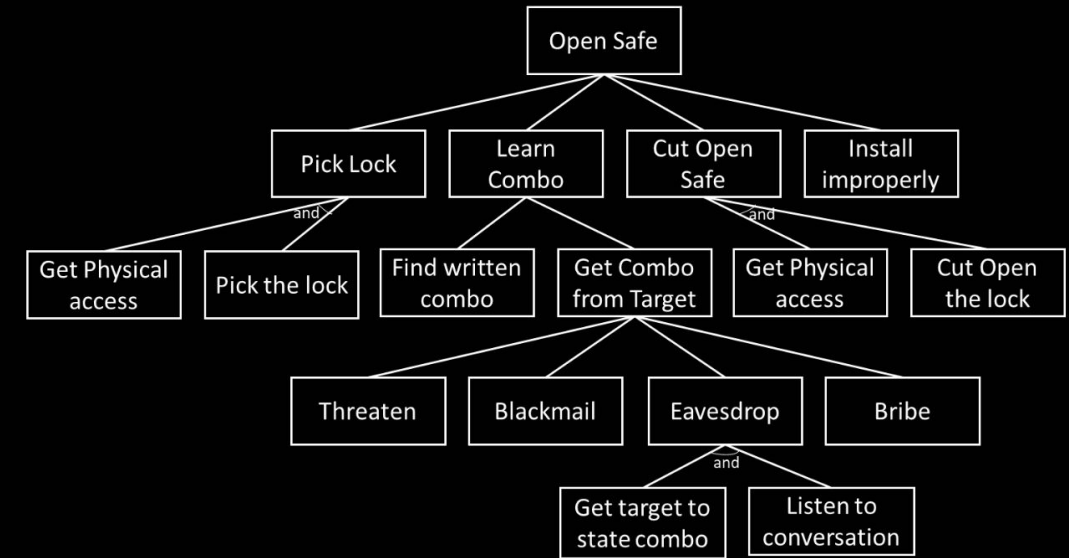 Open Safe
Pick Lock
Learn
Combo
Cut Open
Safe
Install
improperly
and
and
Get Physical
access
Pick the lock
Find written
combo
Get Combo
from Target
Get Physical
access
Cut Open
the lock
Threaten
Blackmail
Eavesdrop
Bribe
and
Get target to
state combo
Listen to
conversation